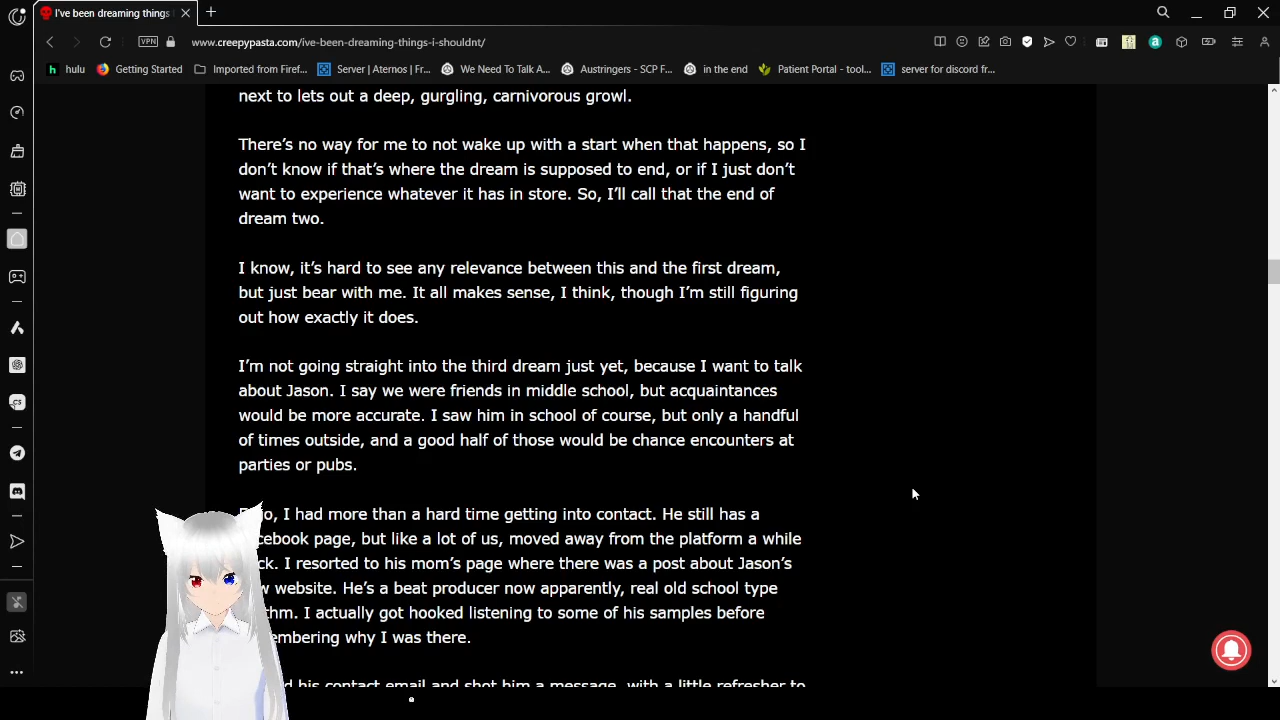 I've been dreaming things
VPN
www.creepypasta.com/ive-been-dreaming-things-i-shouldnt/
hulu
Getting Started
Imported from Firef...
Server | Aternos | Fr...
We Need To Talk A...
Austringers - SCP F...
in the end
Patient Portal - tool...
server for discord fr...
next to lets out a deep, gurgling, carnivorous growl.
There's no way for me to not wake up with a start when that happens, so I
don't know if that's where the dream is supposed to end, or if I just don't
want to experience whatever it has in store. So, I'll call that the end of
dream two.
I know, it's hard to see any relevance between this and the first dream,
but just bear with me. It all makes sense, I think, though I'm still figuring
out how exactly it does.
I'm not going straight into the third dream just yet, because I want to talk
about Jason. I say we were friends in middle school, but acquaintances
would be more accurate. I saw him in school of course, but only a handful
of times outside, and a good half of those would be chance encounters at
parties or pubs.
I had more than a hard time getting into contact. He still has a
page, but like a lot of us, moved away from the platform a while
I resorted to his mom's page where there was a post about Jason's
website. He's a beat producer now apparently, real old school type
I actually got hooked listening to some of his samples before
why I was there.
his contact email and shot him a message, with a little refresher to